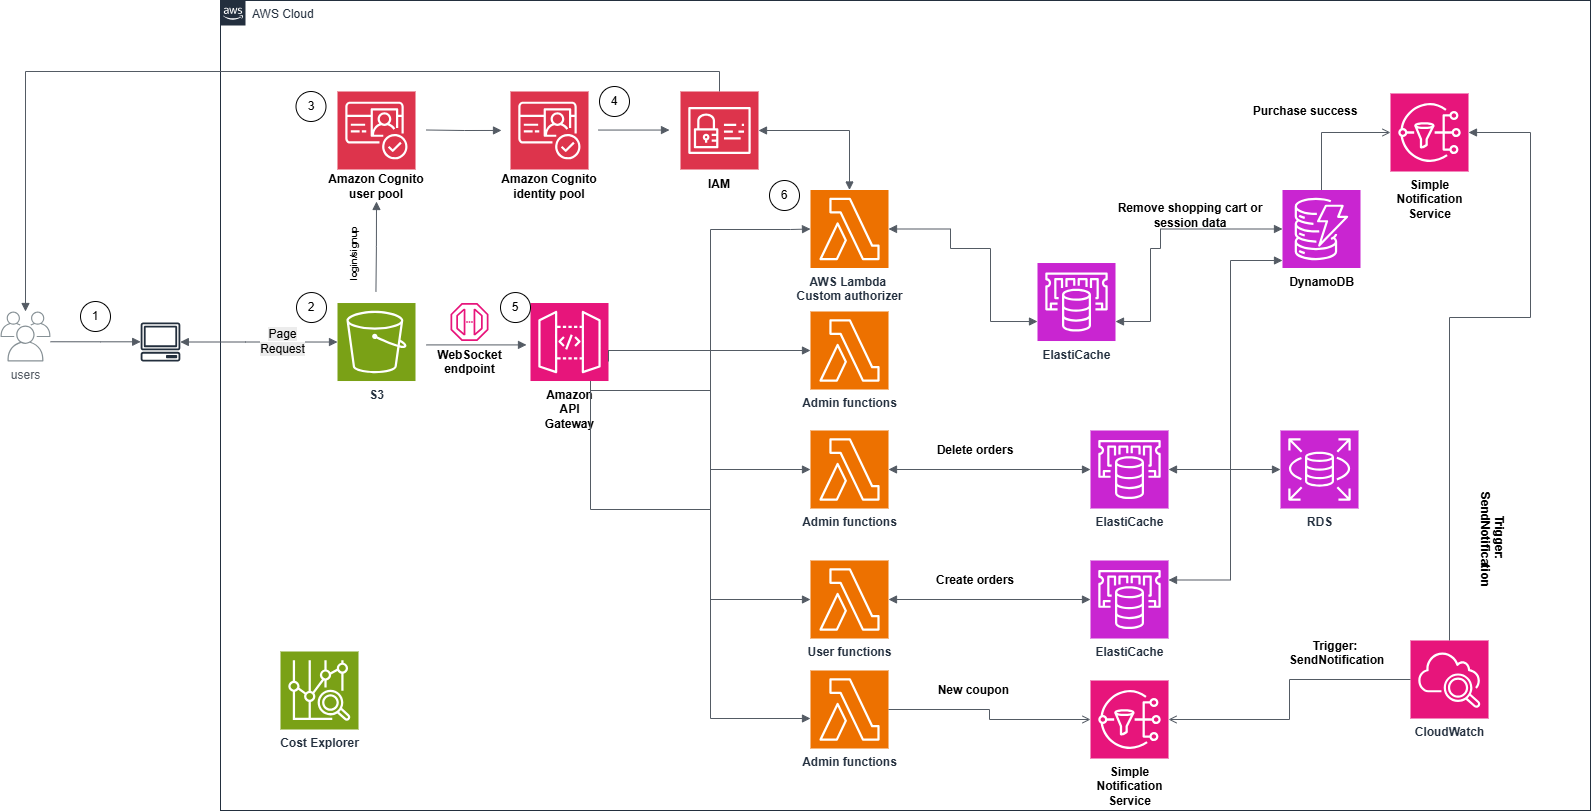 aws
AWS Cloud
3
4
Amazon Cognito
user pool
Amazon Cognito
identity pool
IAM
Purchase success
Simple
Notification
Service
6
Remove shopping cart or
session data
login/signup
AWS Lambda
Custom authorizer
DynamoDB
1
2
5
Page
Request
WebSocket
endpoint
ElastiCache
users
S3
Amazon
API
Gateway
Admin functions
Delete orders
Admin functions
ElastiCache
RDS
Trigger:
SendNotification
Create orders
User functions
ElastiCache
Trigger:
SendNotification
New coupon
Cost Explorer
Admin functions
CloudWatch
Simple
Notification
Service